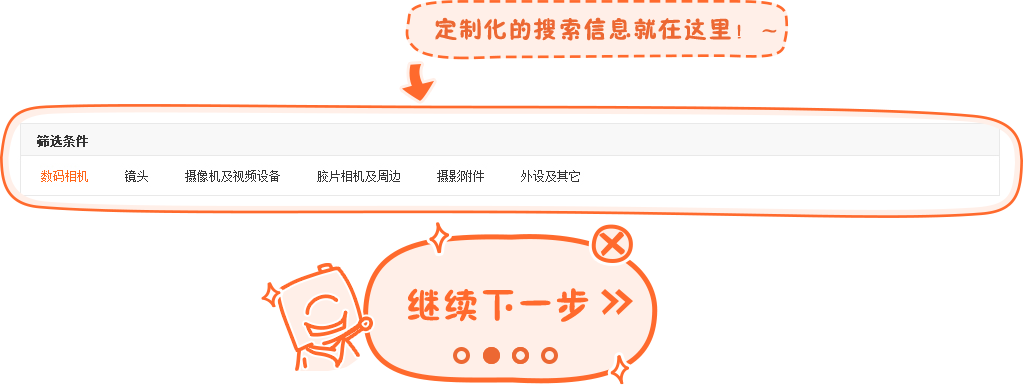 定制化的搜索信息就在这里! ~
筛选条件
数码相机 镜头 摄像机及视频设备 胶片相机及周边 摄影附件 外设及其它
继续下一步 »